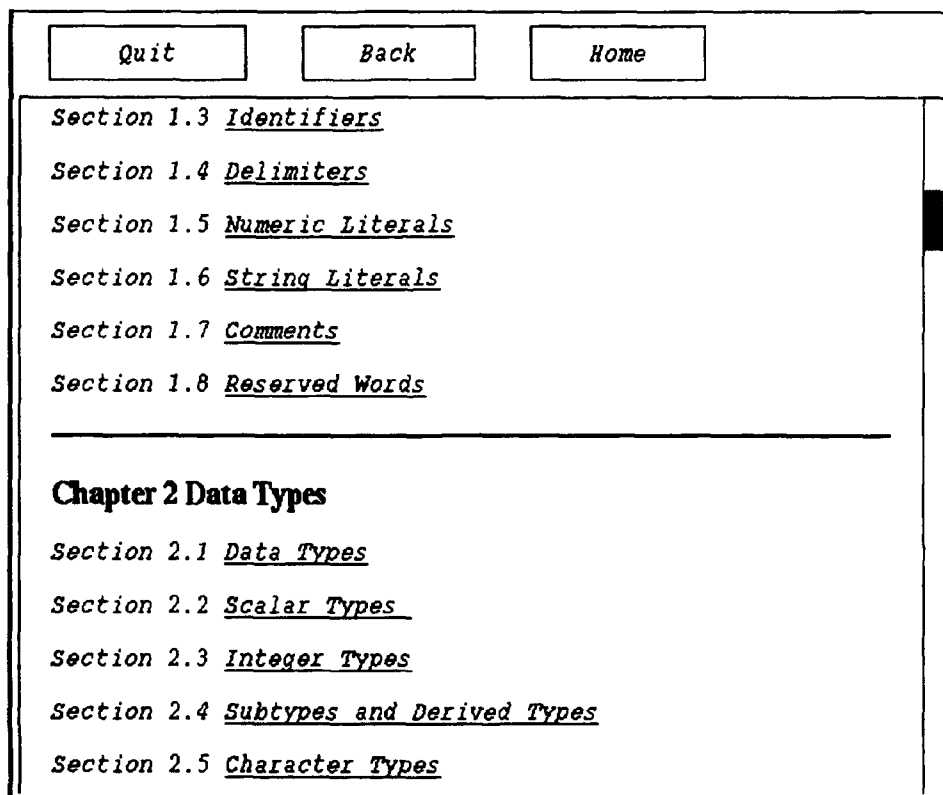 Quit Back Home
Section 1.3 Identifiers
Section 1.4 Delimiters
Section 1.5 Numeric Literals
Section 1.6 String Literals
Section 1.7 Comments
Section 1.8 Reserved Words
Chapter 2 Data Types
Section 2.1 Data Types
Section 2.2 Scalar Types
Section 2.3 Integer Types
Section 2.4 Subtypes and Derived Types
Section 2.5 Character Types